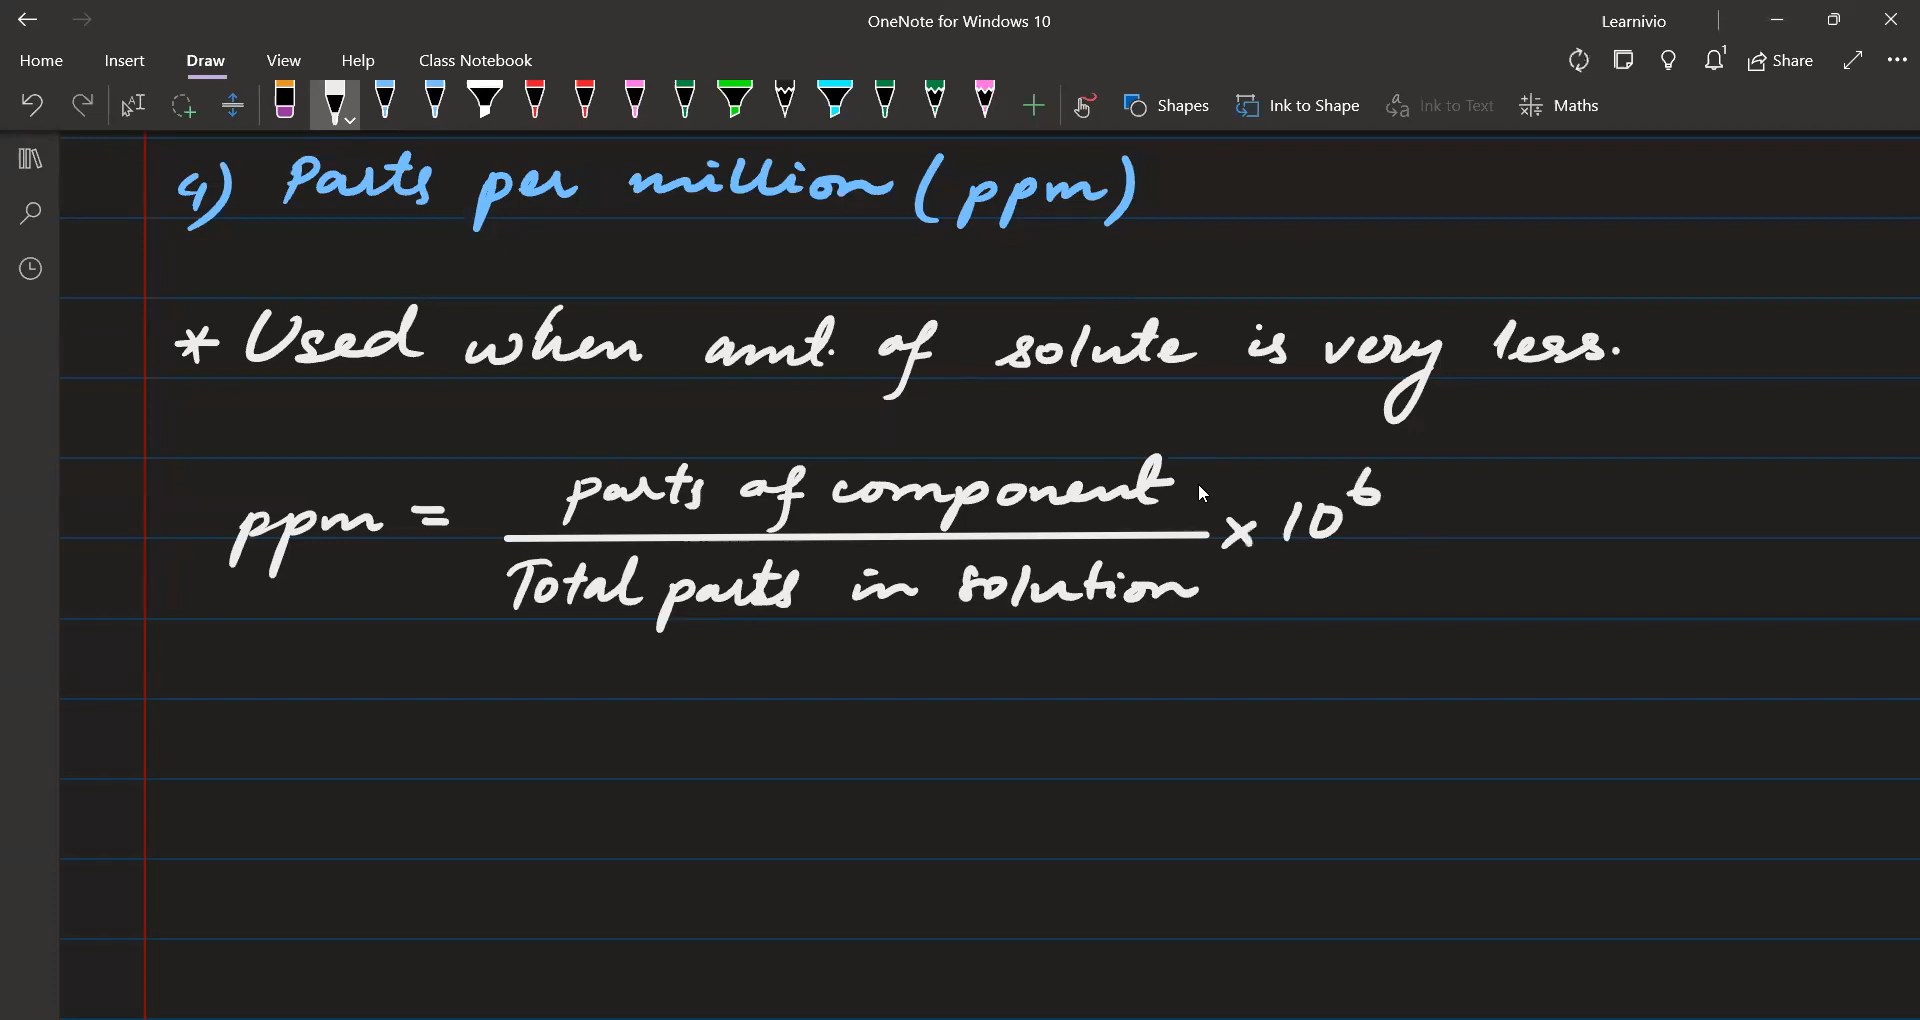 OneNote for Windows 10
Learnivio
Home Insert Draw View Help Class Notebook
1 Share
Shapes Ink to Shape Ink to Text Maths
4) Parts per million (ppm)
* Used when amt. of solute is very less.
ppm = parts of component × 10⁶
Total parts in solution